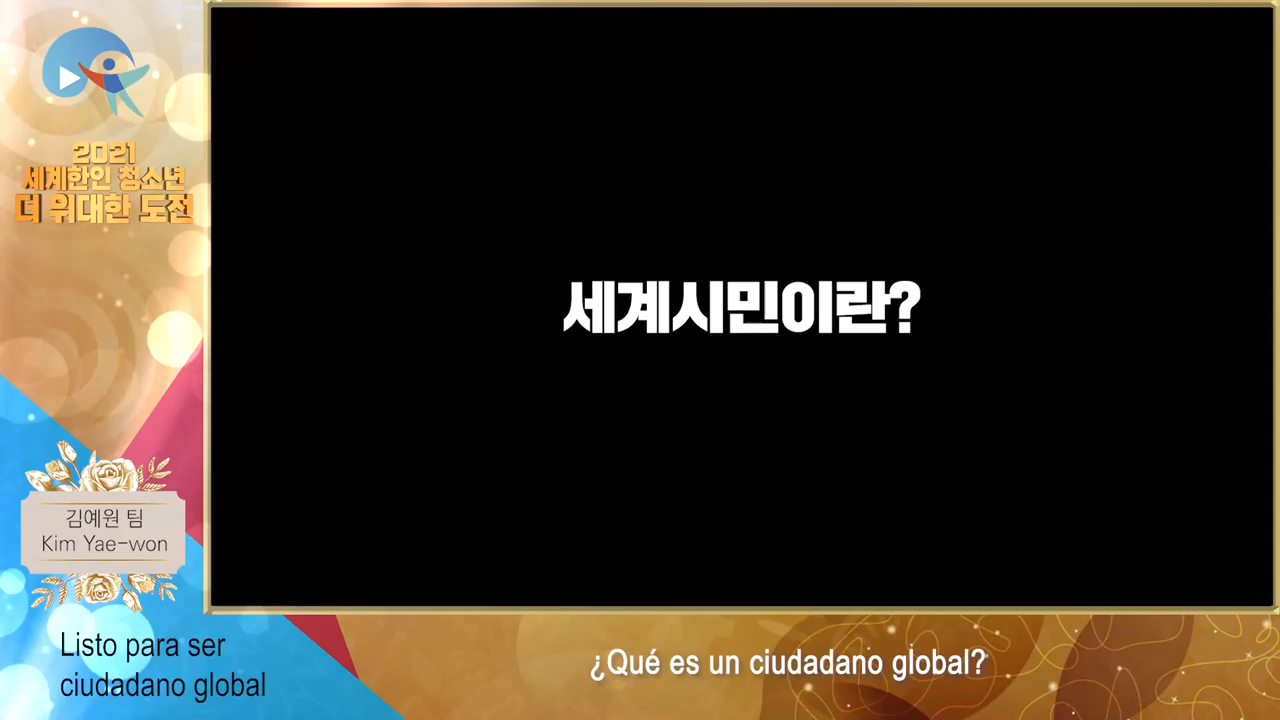 2021
세계한인 청소년
더 위대한 도전
세계시민이란?
김예원 팀
Kim Yae-won
Listo para ser
ciudadano global
¿Qué es un ciudadano global?